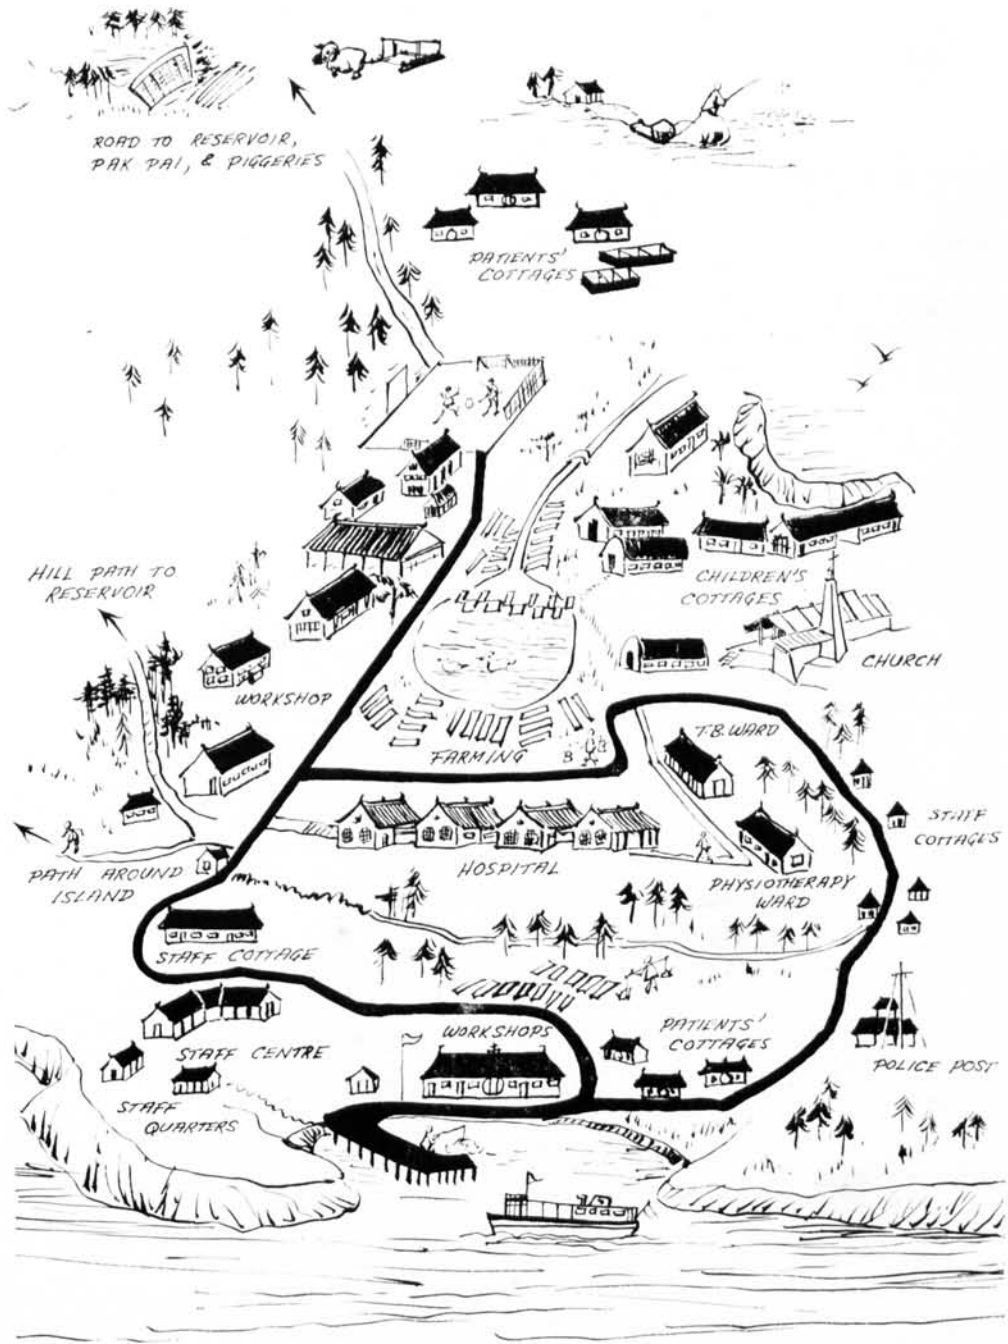 ROAD TO RESERVOIR,
PAK PAI, & PIGGERIES
PATIENTS'
COTTAGES
HILL PATH TO
RESERVOIR
CHILDREN'S
COTTAGES
CHURCH
WORKSHOP
FARMING
T.B. WARD
STAFF
COTTAGES
HOSPITAL
PHYSIOTHERAPY
WARD
PATH AROUND
ISLAND
STAFF COTTAGE
WORKSHOPS
PATIENTS'
COTTAGES
STAFF CENTRE
POLICE POST
STAFF
QUARTERS